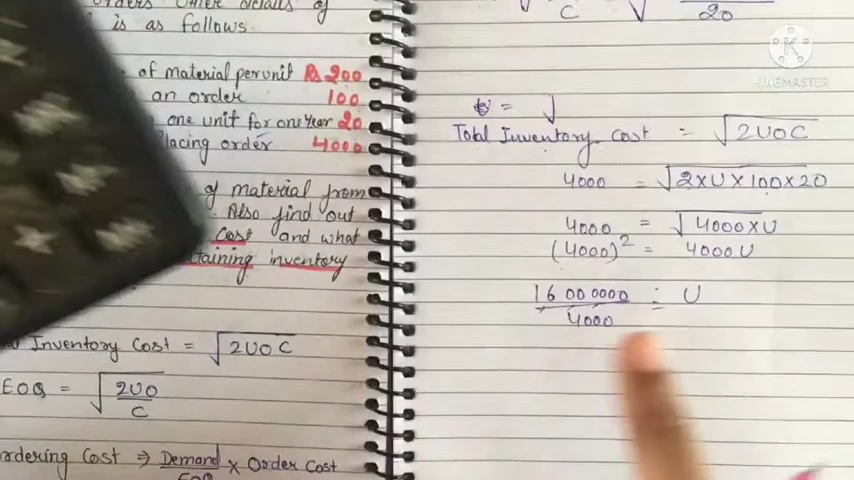 orders other details of
is as follows.
of material per unit Rs 200
an order 100
one unit for one year 20
lacing order 4000
of material from
Also find out
cost and what
taining inventory
Inventory Cost = √2UOC
EOQ = √2UO
C
rdering Cost ⇒ Demand × Order Cost
EOQ
C
20
K
KINEMASTER
= √
Total Inventory Cost = √2UOC
4000 = √2×U×100×20
4000 = √4000×U
(4000)² = 4000U
16000000 = U
4000